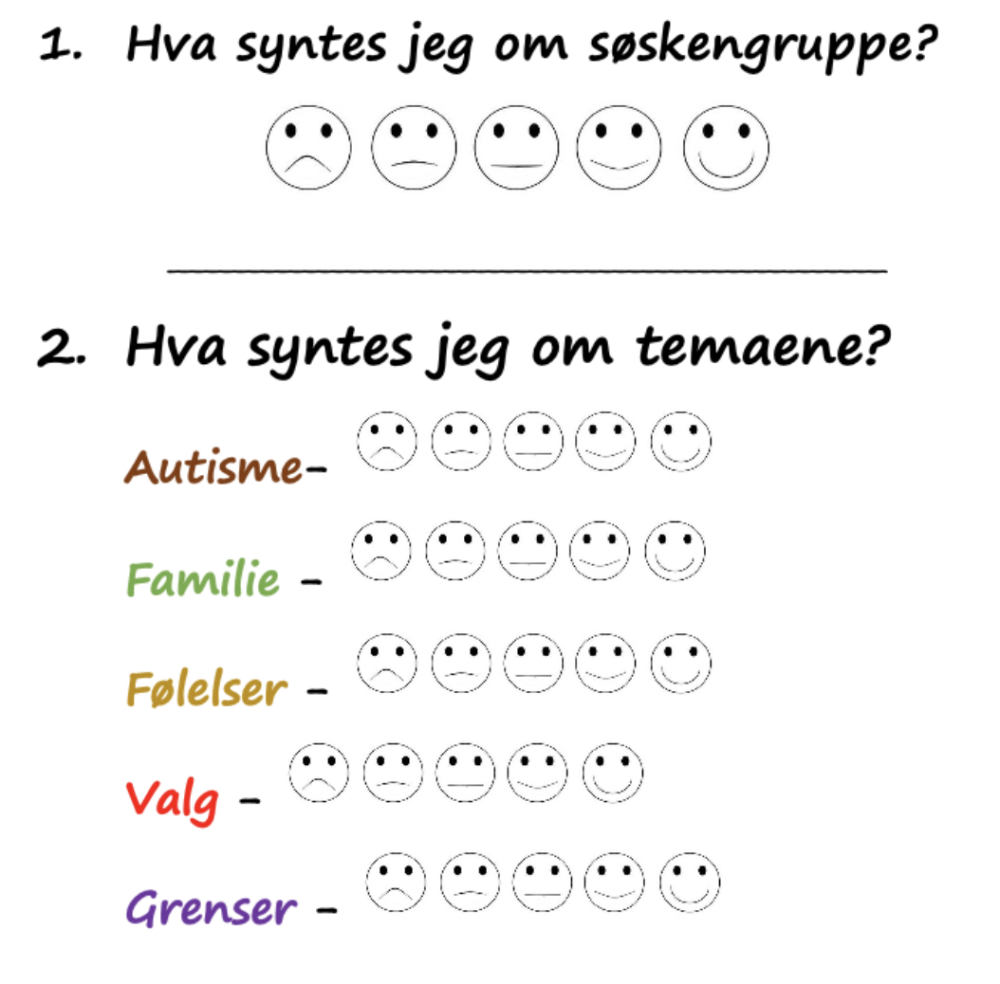 1. Hva syntes jeg om søskengruppe?
2. Hva syntes jeg om temaene?
Autisme-
Familie -
Følelser -
Valg -
Grenser -